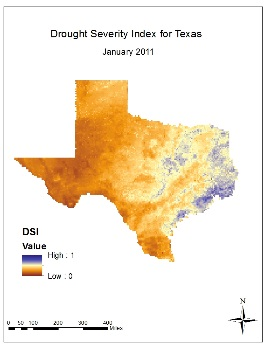 Drought Severity Index for Texas
January 2011
DSI
Value
High : 1
Low : 0
N
0 50 100 200 300 400
Miles